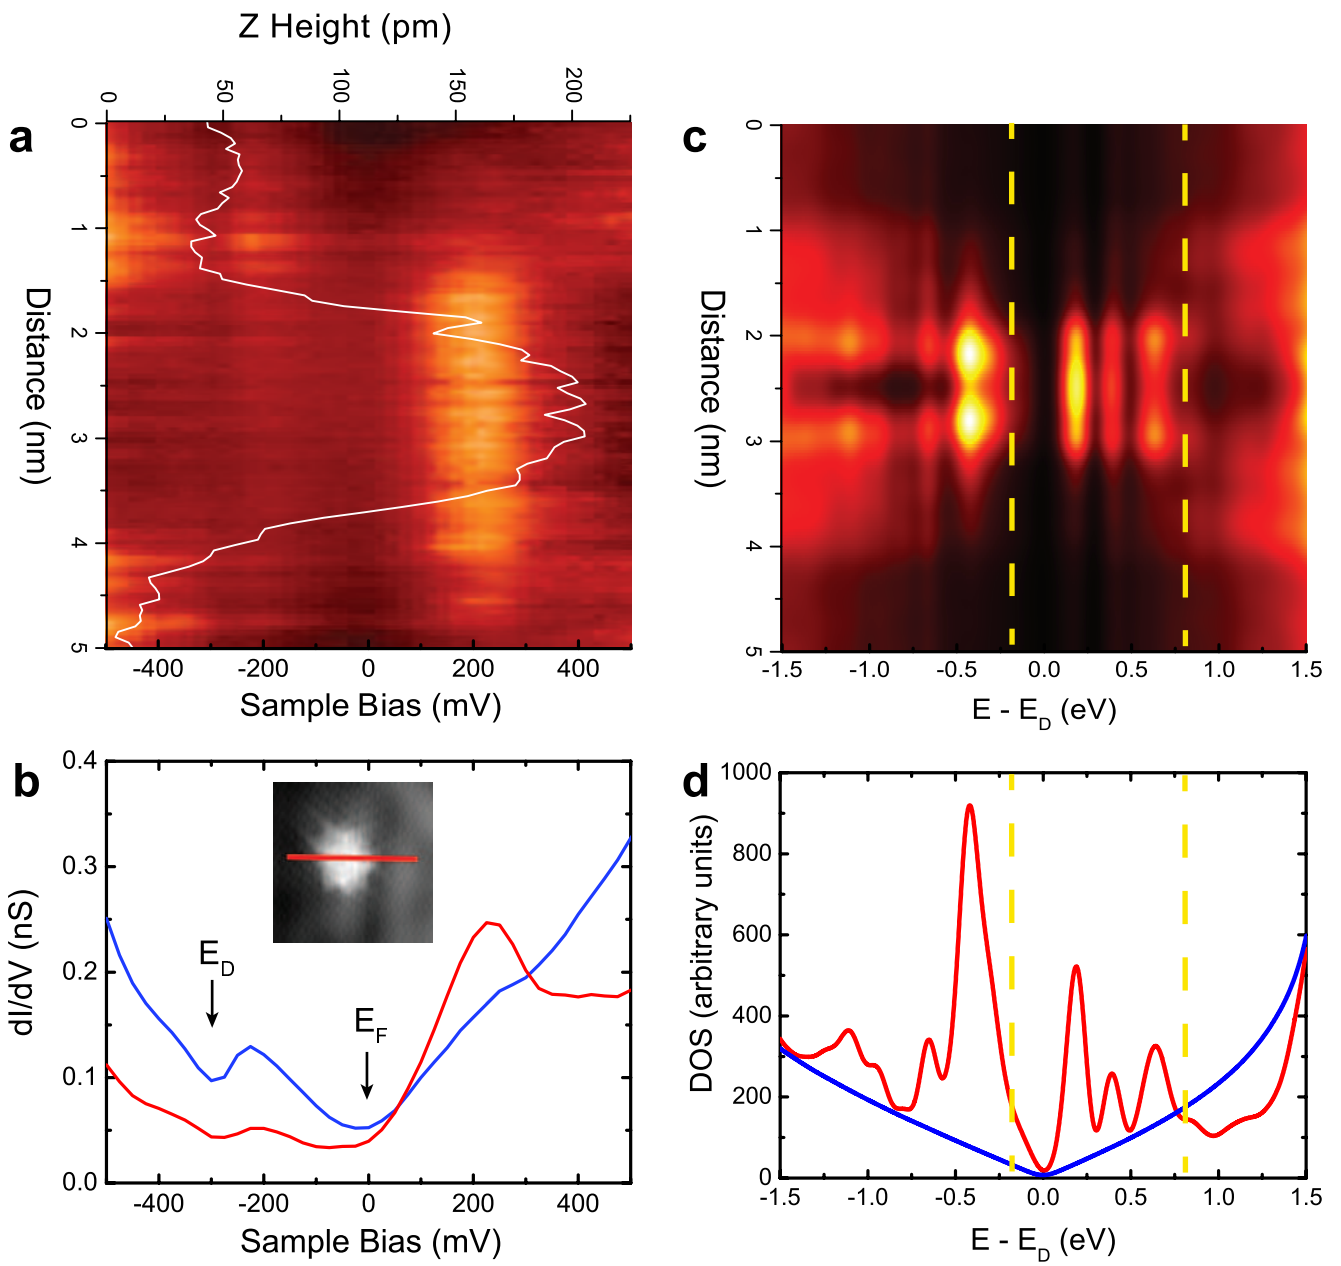 Z Height (pm)
0 50 100 150 200
a
0
1
2
3
4
5
Distance (nm)
-400 -200 0 200 400
Sample Bias (mV)
c
0
1
2
3
4
5
Distance (nm)
-1.5 -1.0 -0.5 0.0 0.5 1.0 1.5
E - E_D (eV)
b
0.4
0.3
0.2
0.1
0.0
dI/dV (nS)
E_D
E_F
-400 -200 0 200 400
Sample Bias (mV)
d
1000
800
600
400
200
0
DOS (arbitrary units)
-1.5 -1.0 -0.5 0.0 0.5 1.0 1.5
E - E_D (eV)